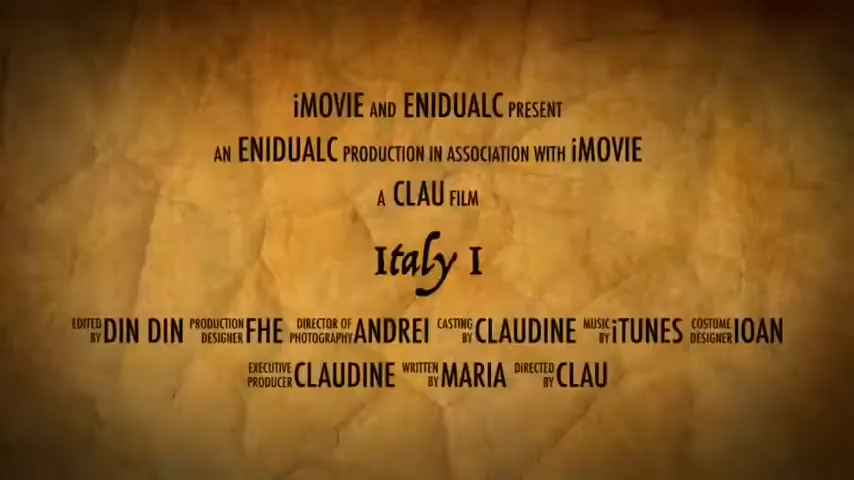 iMOVIE AND ENIDUALC PRESENT
AN ENIDUALC PRODUCTION IN ASSOCIATION WITH iMOVIE
A CLAU FILM
Italy I
EDITED BY DIN DIN PRODUCTION DESIGNER FHE DIRECTOR OF PHOTOGRAPHY ANDREI CASTING BY CLAUDINE MUSIC BY iTUNES COSTUME DESIGNER IOAN
EXECUTIVE PRODUCER CLAUDINE WRITTEN BY MARIA DIRECTED BY CLAU